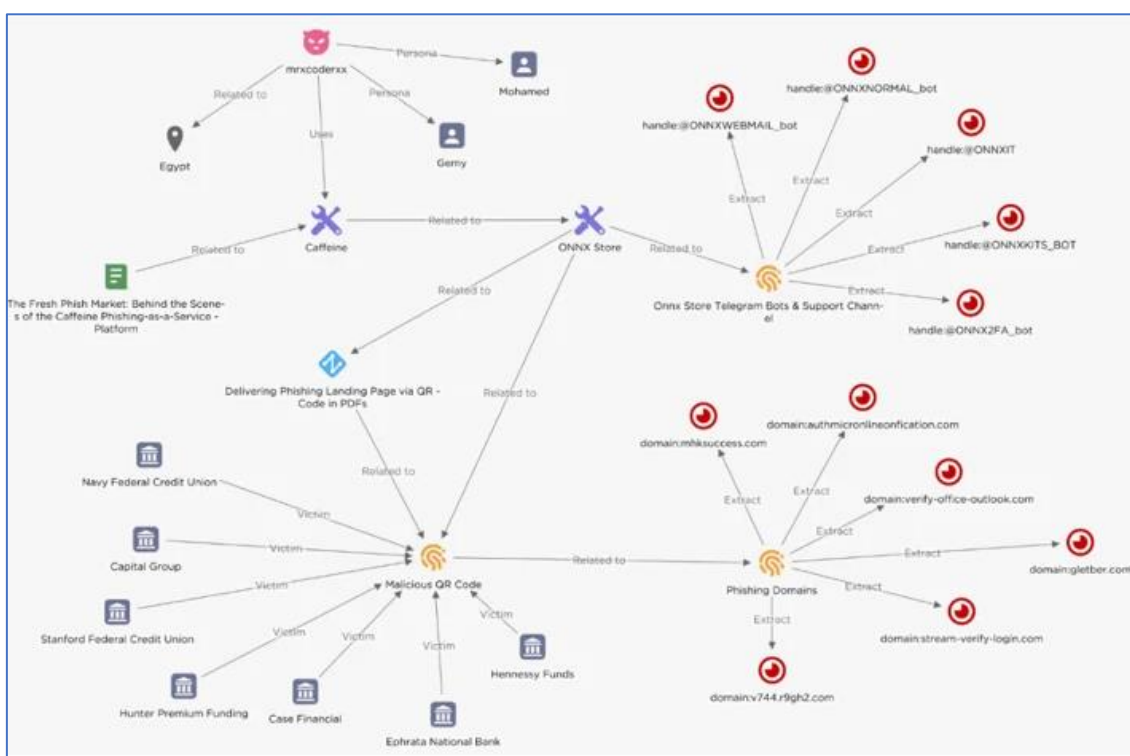 mrxcoderxx
Persona
Mohamed
Related to
Persona
Uses
Egypt
Gemy
handle:@ONNXNORMAL_bot
handle:@ONNXWEBMAIL_bot
handle:@ONNXIT
Extract
Extract
Extract
Extract
handle:@ONNXKITS_BOT
Extract
handle:@ONNX2FA_bot
Related to
Caffeine
Related to
ONNX Store
Related to
Onnx Store Telegram Bots & Support Chann-
el
The Fresh Phish Market: Behind the Scene-
s of the Caffeine Phishing-as-a-Service -
Platform
Related to
Delivering Phishing Landing Page via QR -
Code in PDFs
Related to
Related to
Navy Federal Credit Union
Victim
Capital Group
Victim
Stanford Federal Credit Union
Victim
Hunter Premium Funding
Victim
Case Financial
Victim
Ephrata National Bank
Victim
Hennessy Funds
Victim
Malicious QR Code
Related to
Phishing Domains
domain:mhksuccess.com
Extract
domain:authmicronlineonfication.com
Extract
domain:verify-office-outlook.com
Extract
domain:gletber.com
Extract
domain:stream-verify-login.com
Extract
domain:v744.r9gh2.com
Extract